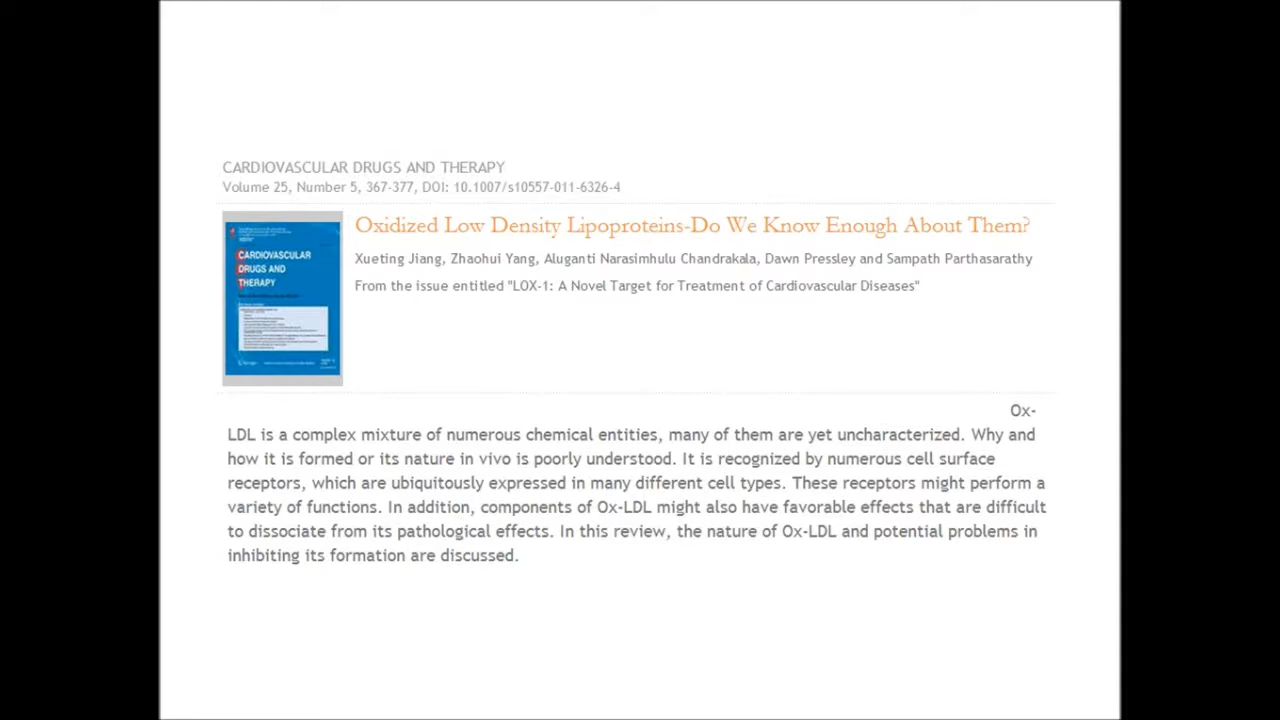 CARDIOVASCULAR DRUGS AND THERAPY
Volume 25, Number 5, 367-377, DOI: 10.1007/s10557-011-6326-4
CARDIOVASCULAR
DRUGS AND
THERAPY
Oxidized Low Density Lipoproteins-Do We Know Enough About Them?
Xueting Jiang, Zhaohui Yang, Aluganti Narasimhulu Chandrakala, Dawn Pressley and Sampath Parthasarathy
From the issue entitled "LOX-1: A Novel Target for Treatment of Cardiovascular Diseases"
Ox-
LDL is a complex mixture of numerous chemical entities, many of them are yet uncharacterized. Why and
how it is formed or its nature in vivo is poorly understood. It is recognized by numerous cell surface
receptors, which are ubiquitously expressed in many different cell types. These receptors might perform a
variety of functions. In addition, components of Ox-LDL might also have favorable effects that are difficult
to dissociate from its pathological effects. In this review, the nature of Ox-LDL and potential problems in
inhibiting its formation are discussed.